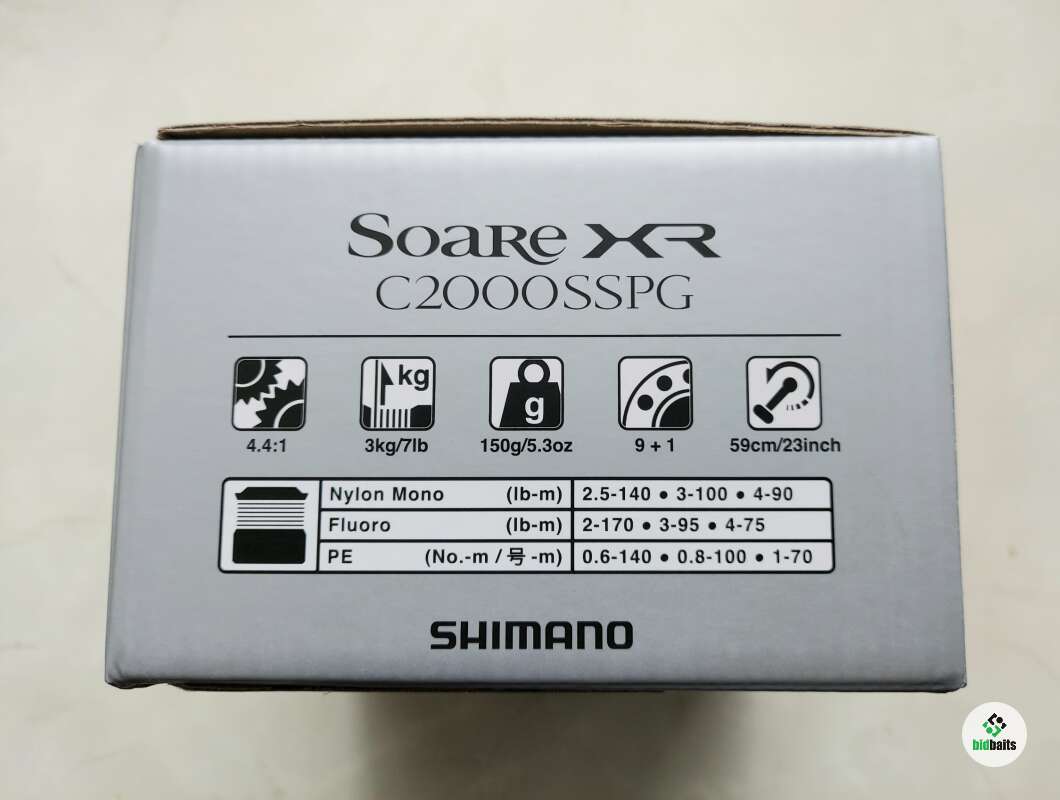 Soare XR
C2000SSPG
kg
g
4.4:1 3kg/7lb 150g/5.3oz 9 + 1 59cm/23inch
Nylon Mono (lb-m) 2.5-140 ● 3-100 ● 4-90
Fluoro (lb-m) 2-170 ● 3-95 ● 4-75
PE (No.-m / 号 -m) 0.6-140 ● 0.8-100 ● 1-70
SHIMANO
bidbaits